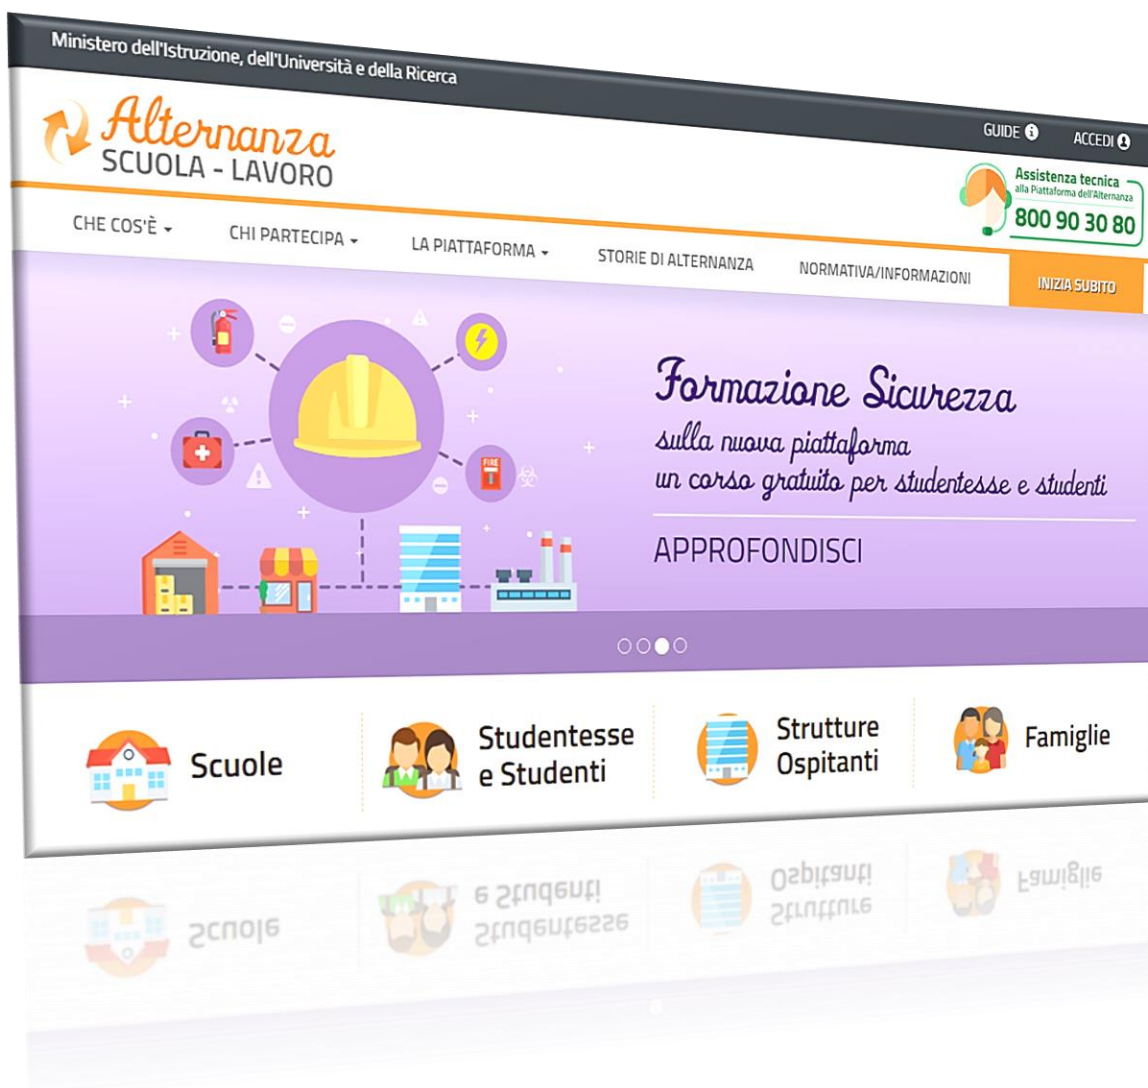 Ministero dell'Istruzione, dell'Università e della Ricerca
GUIDE
ACCEDI
Alternanza
SCUOLA - LAVORO
Assistenza tecnica
alla Piattaforma dell'Alternanza
800 90 30 80
CHE COS'È
CHI PARTECIPA
LA PIATTAFORMA
STORIE DI ALTERNANZA
NORMATIVA/INFORMAZIONI
INIZIA SUBITO
FIRE
Formazione Sicurezza
sulla nuova piattaforma
un corso gratuito per studentesse e studenti
APPROFONDISCI
Scuole
Studentesse
e Studenti
Strutture
Ospitanti
Famiglie